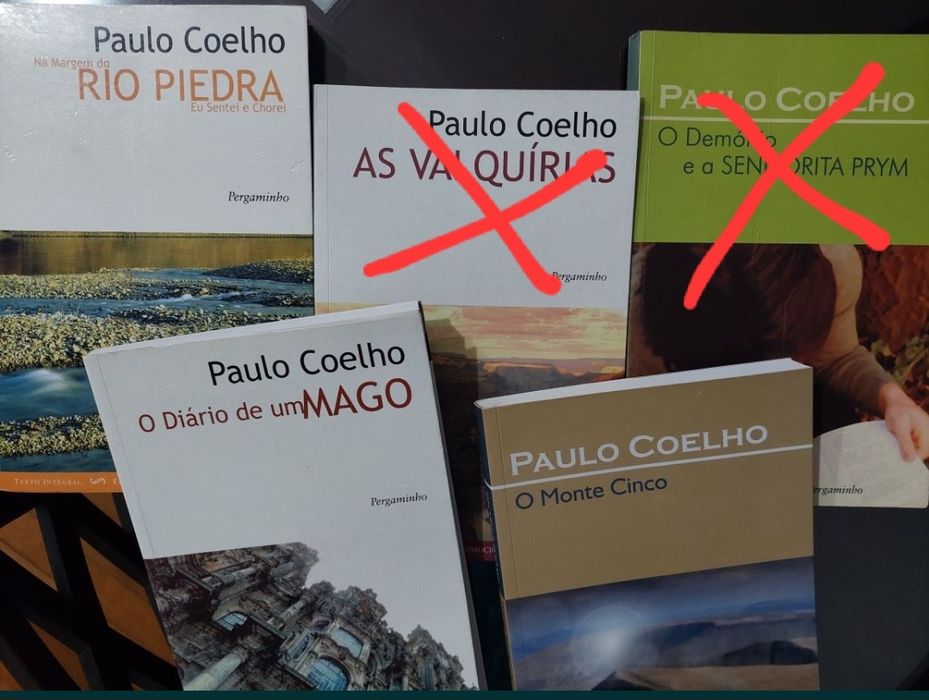 Paulo Coelho
Na Margem do
RIO PIEDRA
Eu Sentei e Chorei
Pergaminho
TEXTO INTEGRAL
Paulo Coelho
AS VALQUÍRIAS
Pergaminho
PAULO COELHO
O Demónio
e a SENHORITA PRYM
Pergaminho
Paulo Coelho
O Diário de um MAGO
Pergaminho
PAULO COELHO
O Monte Cinco